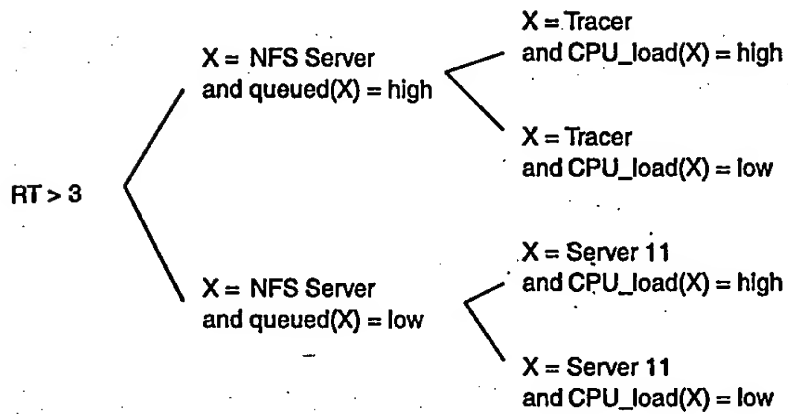 RT > 3
X = NFS Server
and queued(X) = high
X = Tracer
and CPU_load(X) = high
X = Tracer
and CPU_load(X) = low
X = NFS Server
and queued(X) = low
X = Server 11
and CPU_load(X) = high
X = Server 11
and CPU_load(X) = low